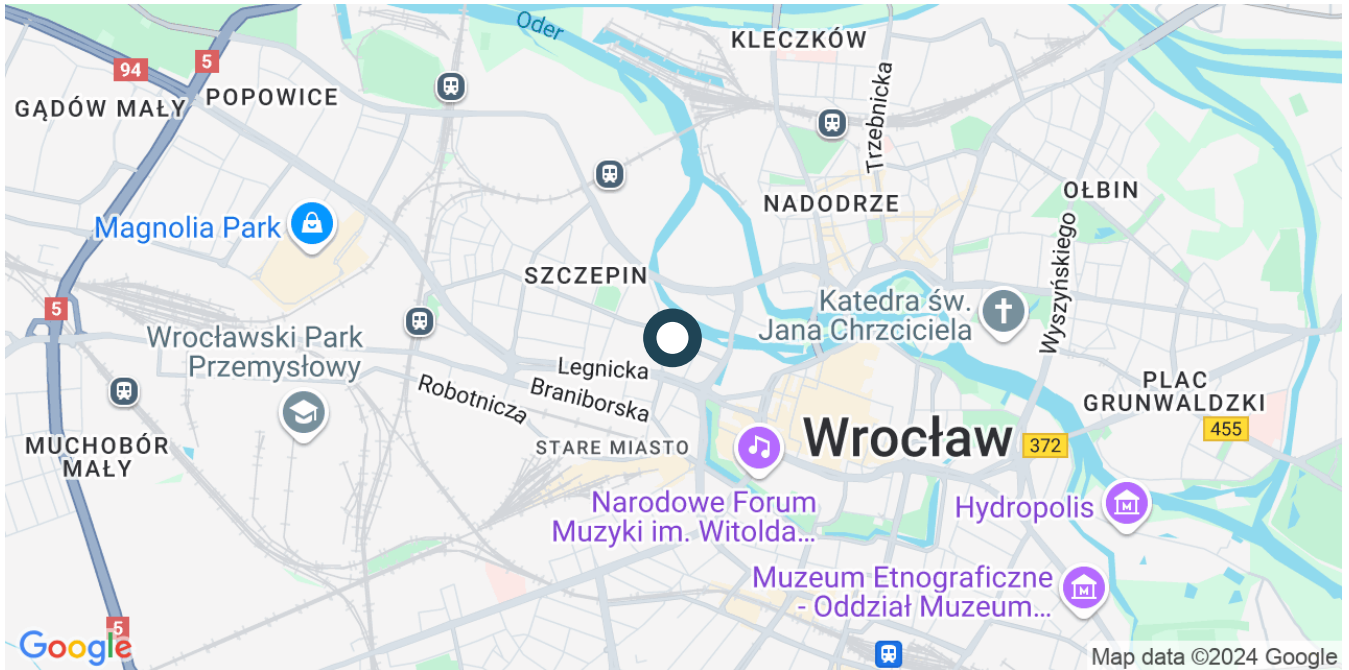 Oder
KLECZKÓW
94
5
GĄDÓW MAŁY
POPOWICE
Trzebnicka
OŁBIN
NADODRZE
Magnolia Park
Wyszyńskiego
SZCZEPIN
Katedra św.
Jana Chrzciciela
5
Wrocławski Park
Przemysłowy
Legnicka
Braniborska
Robotnicza
PLAC
GRUNWALDZKI
455
Wrocław
372
MUCHOBÓR
MAŁY
STARE MIASTO
Narodowe Forum
Muzyki im. Witolda...
Hydropolis
Muzeum Etnograficzne
- Oddział Muzeum...
5
Google
Map data ©2024 Google